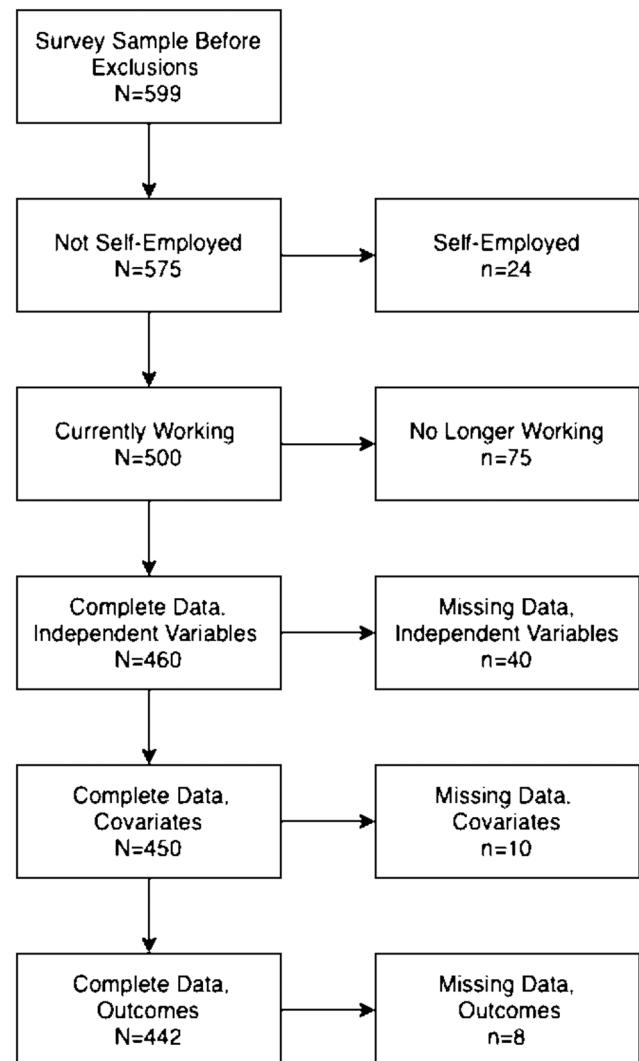 Survey Sample Before
Exclusions
N=599
Not Self-Employed
N=575
Self-Employed
n=24
Currently Working
N=500
No Longer Working
n=75
Complete Data.
Independent Variables
N=460
Missing Data,
Independent Variables
n=40
Complete Data,
Covariates
N=450
Missing Data.
Covariates
n=10
Complete Data,
Outcomes
N=442
Missing Data,
Outcomes
n=8